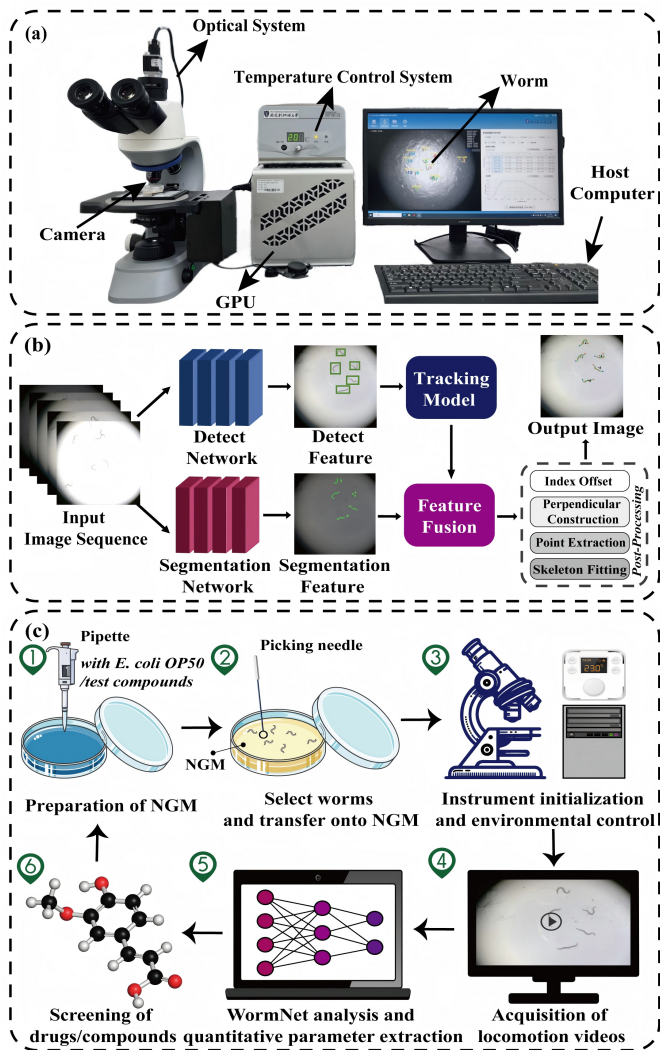 (a)
Optical System
Temperature Control System
Worm
Host
Computer
Camera
GPU
(b)
Detect
Network
Detect
Feature
Tracking
Model
Output Image
Input
Image Sequence
Segmentation
Network
Segmentation
Feature
Feature
Fusion
Index Offset
Perpendicular
Construction
Point Extraction
Skeleton Fitting
Post-Processing
(c)
1
Pipette
with E. coli OP50
/test compounds
Preparation of NGM
2
Picking needle
NGM
Select worms
and transfer onto NGM
3
Instrument initialization
and environmental control
6
Screening of
drugs/compounds
5
WormNet analysis and
quantitative parameter extraction
4
Acquisition of
locomotion videos